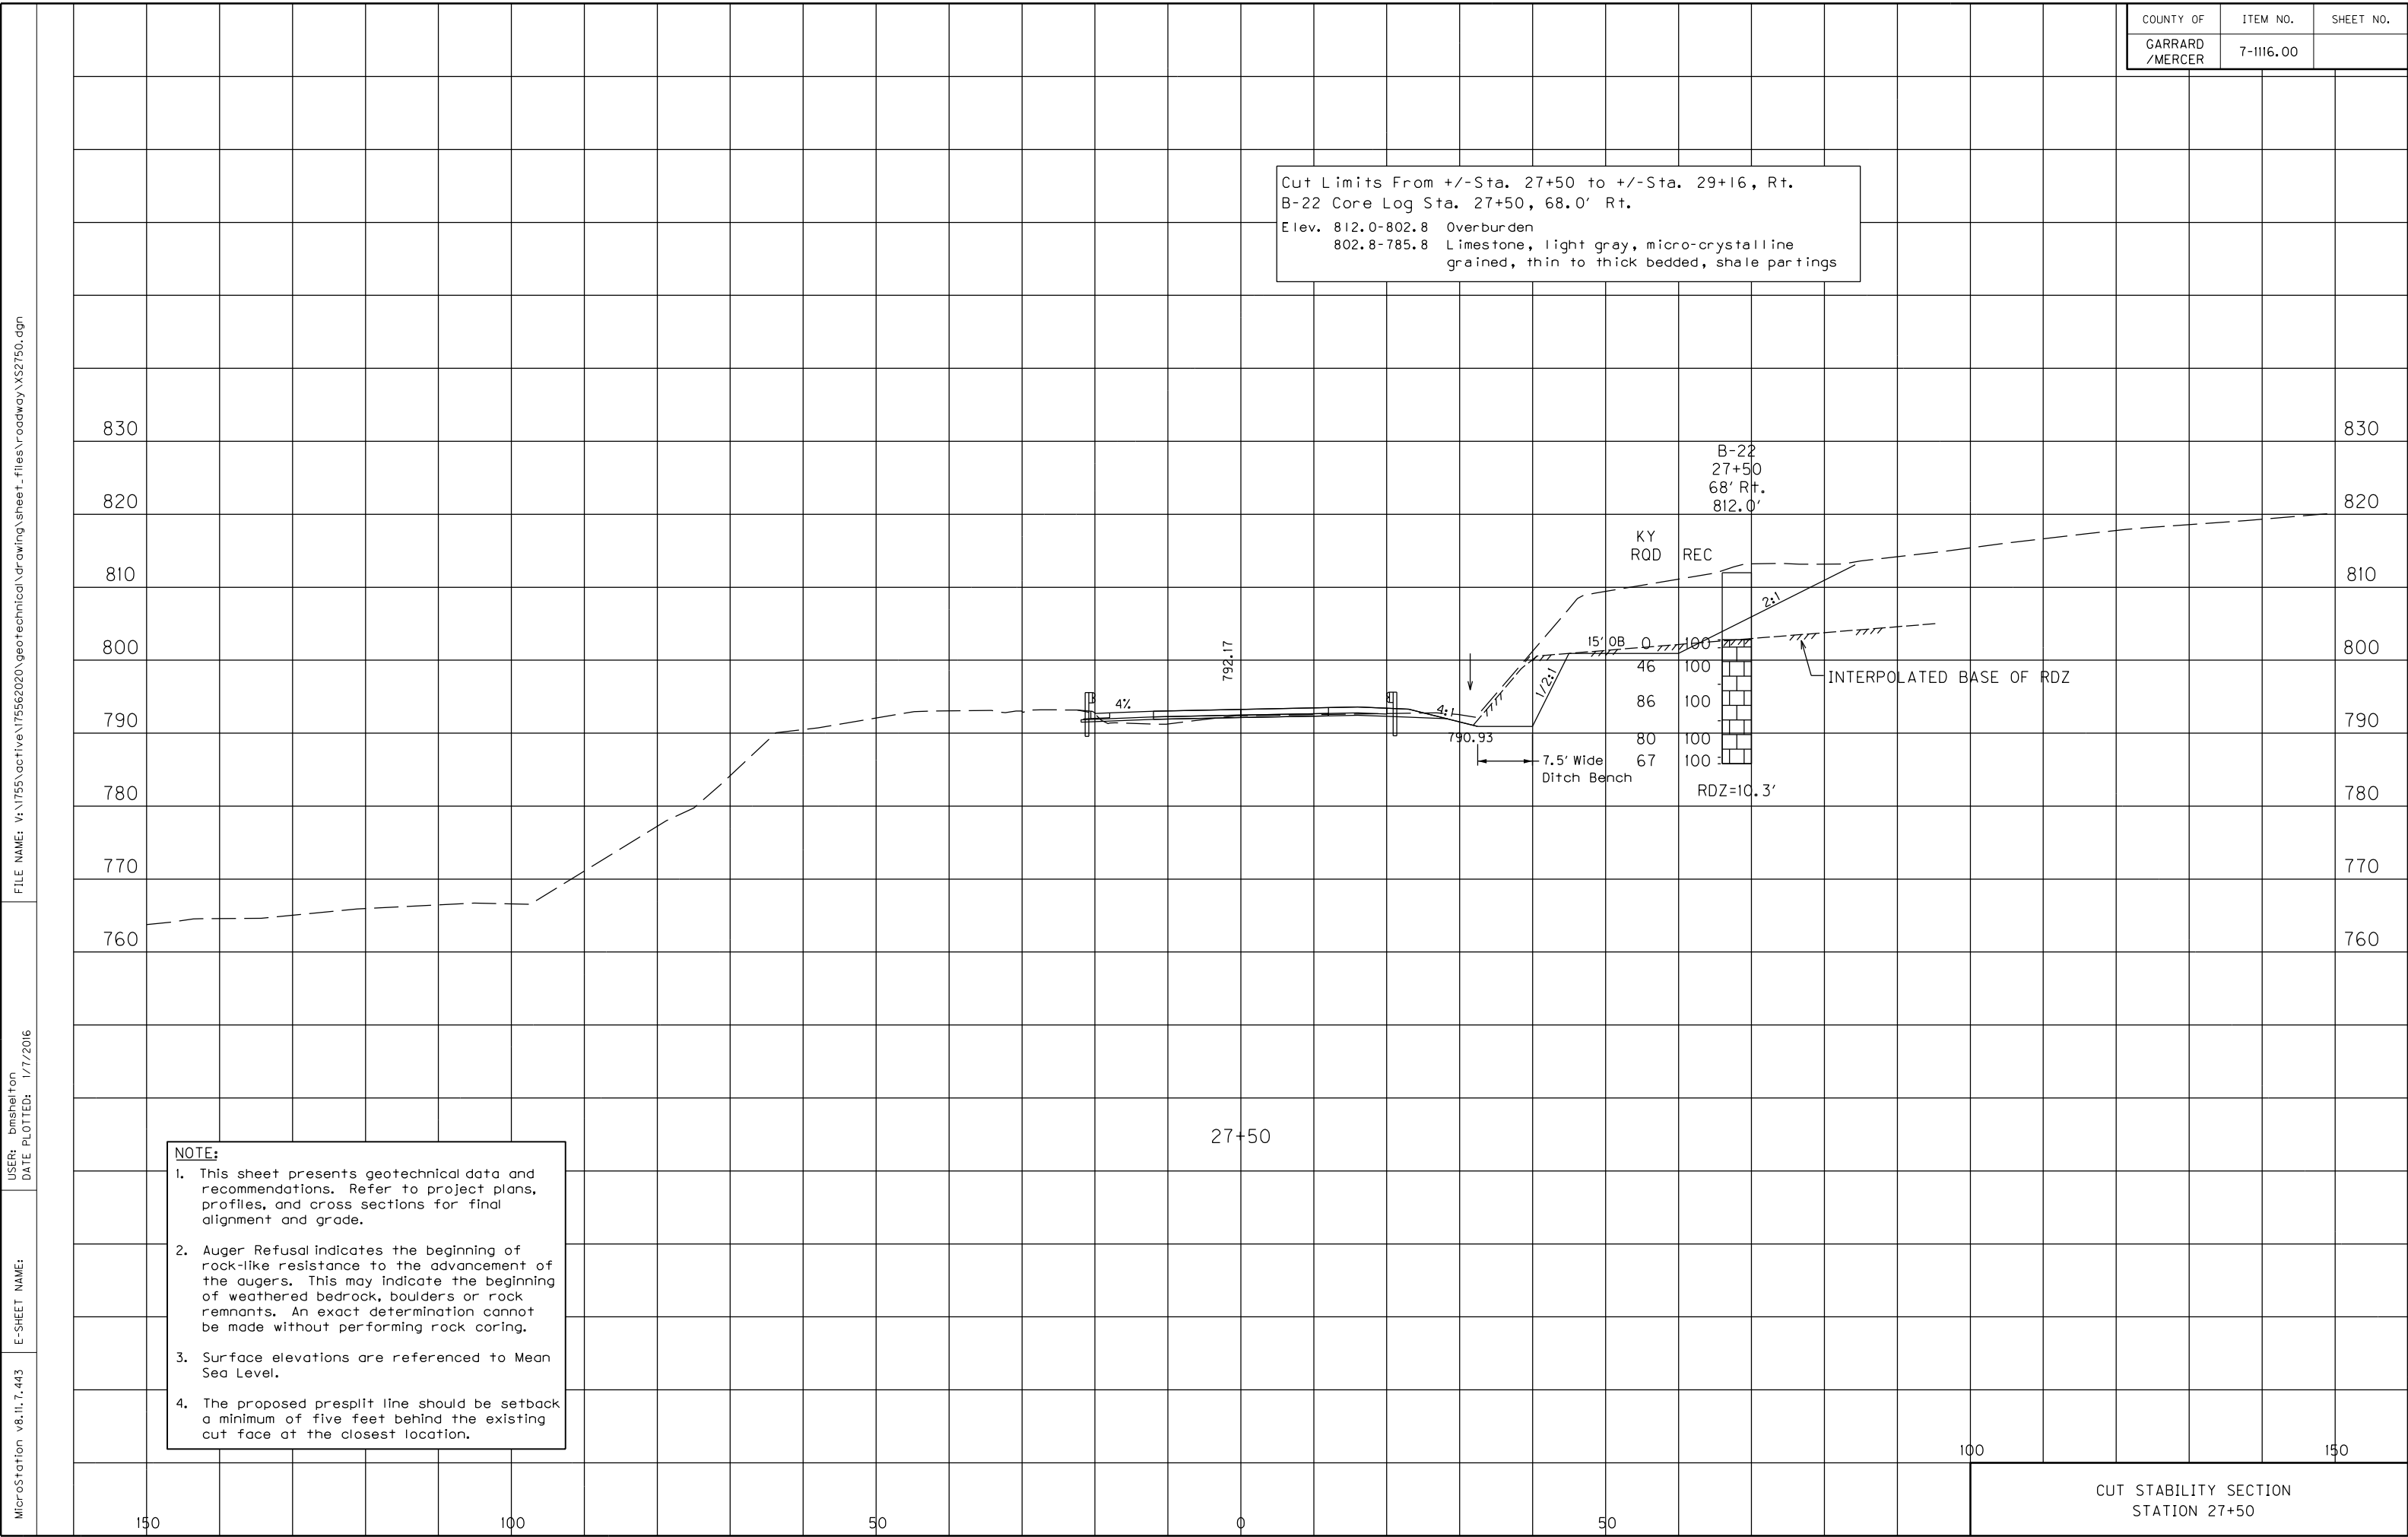 COUNTY OF ITEM NO. SHEET NO.
GARRARD
/MERCER
7-1116.00
Cut Limits From +/-Sta. 27+50 to +/-Sta. 29+16, Rt.
B-22 Core Log Sta. 27+50, 68.0' Rt.
Elev. 812.0-802.8 Overburden
802.8-785.8 Limestone, light gray, micro-crystalline
grained, thin to thick bedded, shale partings
830 830
820 820
810 810
800 800
790 790
780 780
770 770
760 760
B-22
27+50
68' Rt.
812.0'
KY
RQD REC
15' OB 0 100
46 100
86 100
80 100
67 100
RDZ=10.3'
2:1
1/2:1
4:1
4%
792.17
790.93
7.5' Wide
Ditch Bench
INTERPOLATED BASE OF RDZ
27+50
NOTE:
1. This sheet presents geotechnical data and
recommendations. Refer to project plans,
profiles, and cross sections for final
alignment and grade.
2. Auger Refusal indicates the beginning of
rock-like resistance to the advancement of
the augers. This may indicate the beginning
of weathered bedrock, boulders or rock
remnants. An exact determination cannot
be made without performing rock coring.
3. Surface elevations are referenced to Mean
Sea Level.
4. The proposed presplit line should be setback
a minimum of five feet behind the existing
cut face at the closest location.
150 100 50 0 50 100 150
CUT STABILITY SECTION
STATION 27+50
FILE NAME: V:\1755\active\175562020\geotechnical\drawing\sheet_files\roadway\XS2750.dgn
USER: bmshelton
DATE PLOTTED: 1/7/2016
E-SHEET NAME:
MicroStation v8.11.7.443